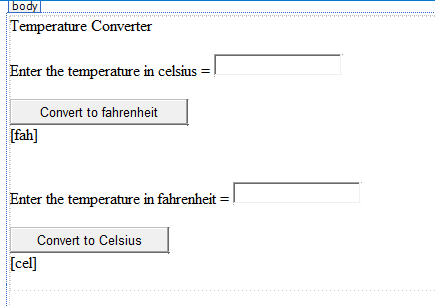 body
Temperature Converter
Enter the temperature in celsius =
Convert to fahrenheit
[fah]
Enter the temperature in fahrenheit =
Convert to Celsius
[cel]